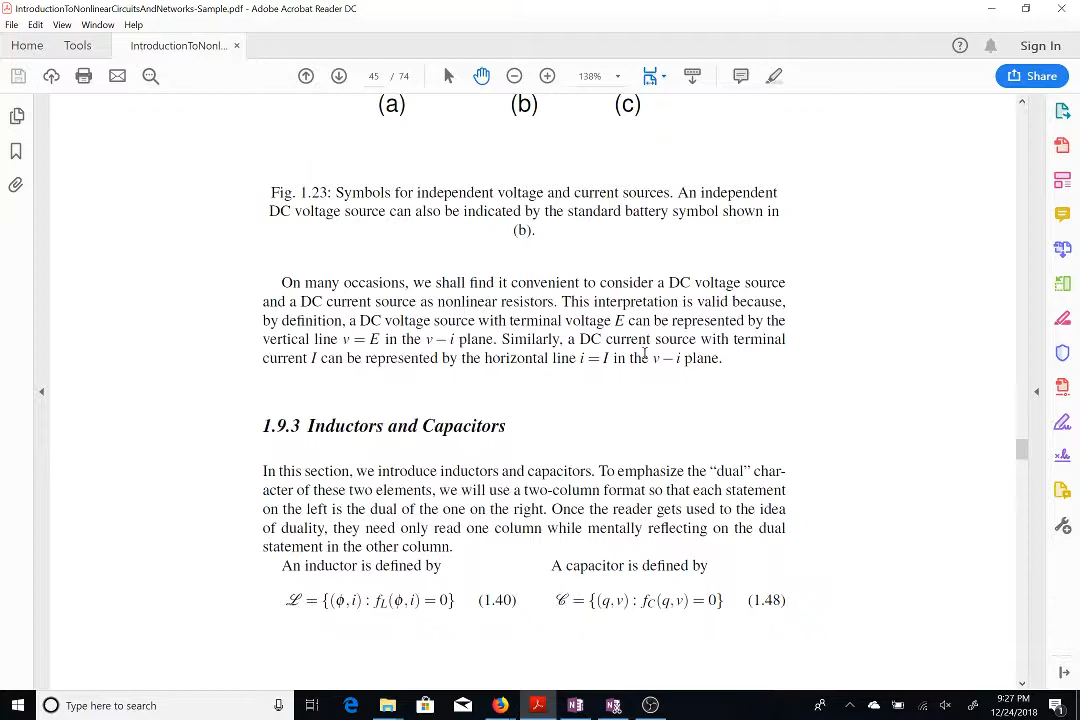 IntroductionToNonlinearCircuitsAndNetworks-Sample.pdf - Adobe Acrobat Reader DC
File Edit View Window Help
Home Tools IntroductionToNonl... × Sign In
45 / 74 138% Share
(a) (b) (c)
Fig. 1.23: Symbols for independent voltage and current sources. An independent
DC voltage source can also be indicated by the standard battery symbol shown in
(b).
On many occasions, we shall find it convenient to consider a DC voltage source
and a DC current source as nonlinear resistors. This interpretation is valid because,
by definition, a DC voltage source with terminal voltage E can be represented by the
vertical line v = E in the v − i plane. Similarly, a DC current source with terminal
current I can be represented by the horizontal line i = I in the v − i plane.
1.9.3 Inductors and Capacitors
In this section, we introduce inductors and capacitors. To emphasize the “dual” char-
acter of these two elements, we will use a two-column format so that each statement
on the left is the dual of the one on the right. Once the reader gets used to the idea
of duality, they need only read one column while mentally reflecting on the dual
statement in the other column.
An inductor is defined by A capacitor is defined by
ℒ = {(ϕ,i) : f_L(ϕ,i) = 0} (1.40) 𝒞 = {(q,v) : f_C(q,v) = 0} (1.48)
Type here to search
9:27 PM
12/24/2018